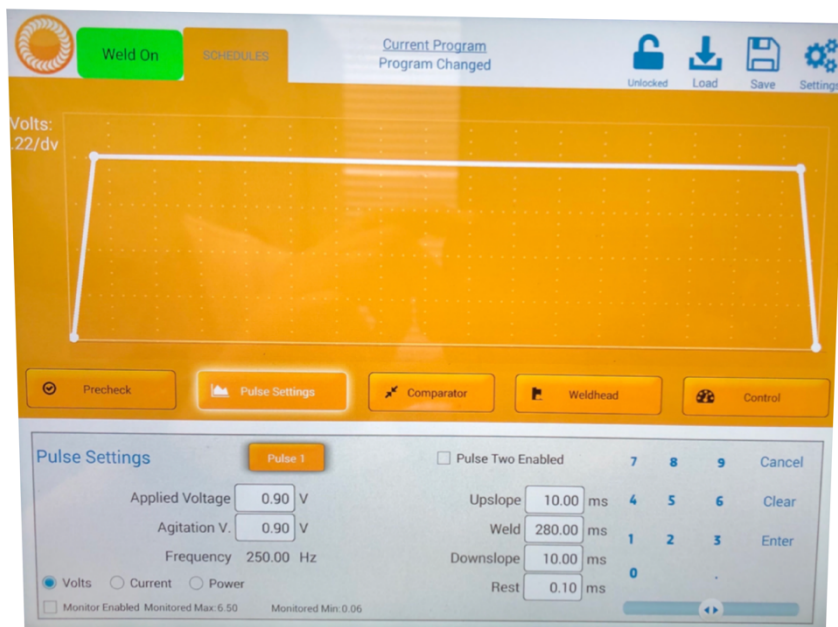 Weld On
SCHEDULES
Current Program
Program Changed
Unlocked
Load
Save
Settings
Volts:
.22/dv
Precheck
Pulse Settings
Comparator
Weldhead
Control
Pulse Settings
Pulse 1
Pulse Two Enabled
Applied Voltage 0.90 V
Agitation V. 0.90 V
Frequency 250.00 Hz
Volts Current Power
Monitor Enabled Monitored Max:6.50 Monitored Min:0.06
Upslope 10.00 ms
Weld 280.00 ms
Downslope 10.00 ms
Rest 0.10 ms
7 8 9 Cancel
4 5 6 Clear
1 2 3 Enter
0 .